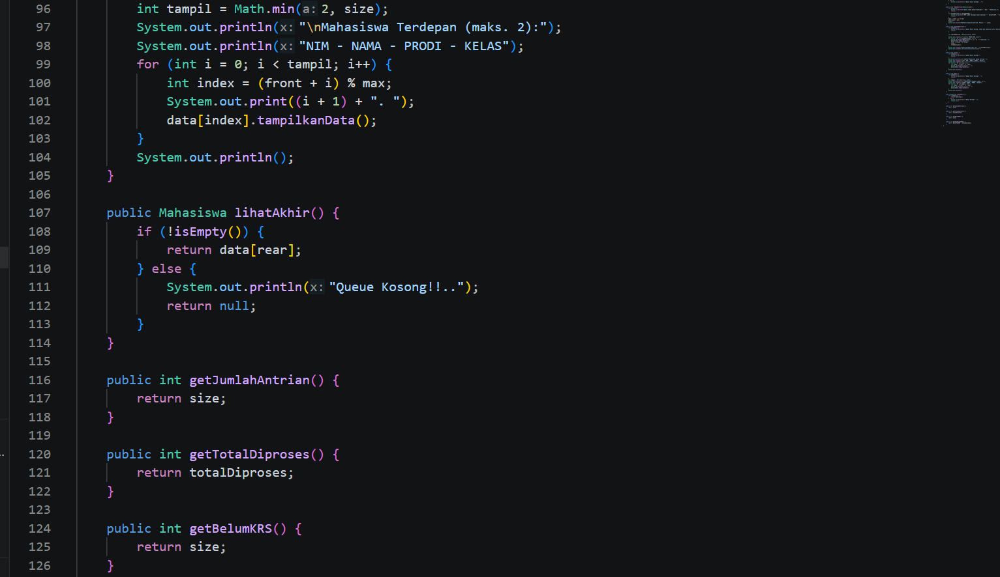 96 int tampil = Math.min(a: 2, size);
97 System.out.println(x: "\nMahasiswa Terdepan (maks. 2):");
98 System.out.println(x: "NIM - NAMA - PRODI - KELAS");
99 for (int i = 0; i < tampil; i++) {
100 int index = (front + i) % max;
101 System.out.print((i + 1) + ". ");
102 data[index].tampilkanData();
103 }
104 System.out.println();
105 }
106
107 public Mahasiswa lihatAkhir() {
108 if (!isEmpty()) {
109 return data[rear];
110 } else {
111 System.out.println(x: "Queue Kosong!!..");
112 return null;
113 }
114 }
115
116 public int getJumlahAntrian() {
117 return size;
118 }
119
120 public int getTotalDiproses() {
121 return totalDiproses;
122 }
123
124 public int getBelumKRS() {
125 return size;
126 }